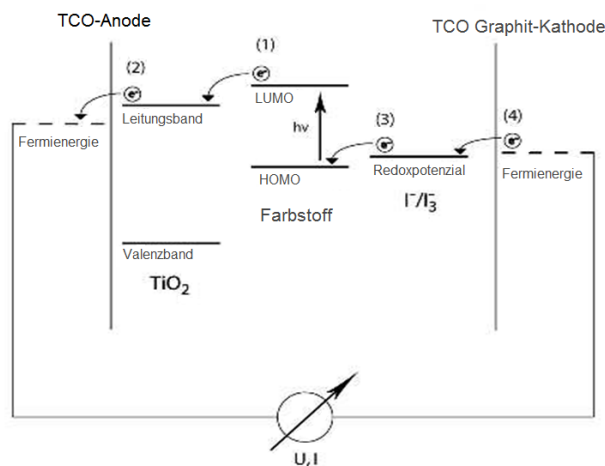 TCO-Anode
TCO Graphit-Kathode
(1)
(2)
e⁻
e⁻
LUMO
Leitungsband
(3)
(4)
hν
e⁻
e⁻
Fermienergie
HOMO
Redoxpotenzial
Fermienergie
I⁻/I₃⁻
Farbstoff
Valenzband
TiO₂
U, I